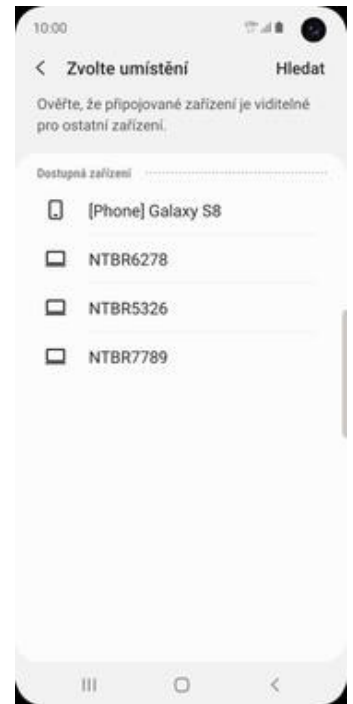 10:00
Zvolte umístění Hledat
Ověřte, že připojované zařízení je viditelné
pro ostatní zařízení.
Dostupná zařízení
[Phone] Galaxy S8
NTBR6278
NTBR5326
NTBR7789